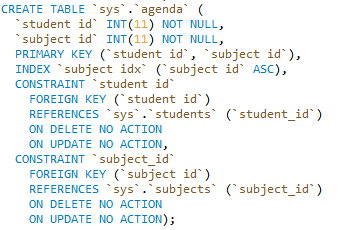 CREATE TABLE `sys`.`agenda` (
`student id` INT(11) NOT NULL,
`subject id` INT(11) NOT NULL,
PRIMARY KEY (`student id`, `subject id`),
INDEX `subject idx` (`subject id` ASC),
CONSTRAINT `student id`
FOREIGN KEY (`student id`)
REFERENCES `sys`.`students` (`student_id`)
ON DELETE NO ACTION
ON UPDATE NO ACTION,
CONSTRAINT `subject_id`
FOREIGN KEY (`subject id`)
REFERENCES `sys`.`subjects` (`subject_id`)
ON DELETE NO ACTION
ON UPDATE NO ACTION);